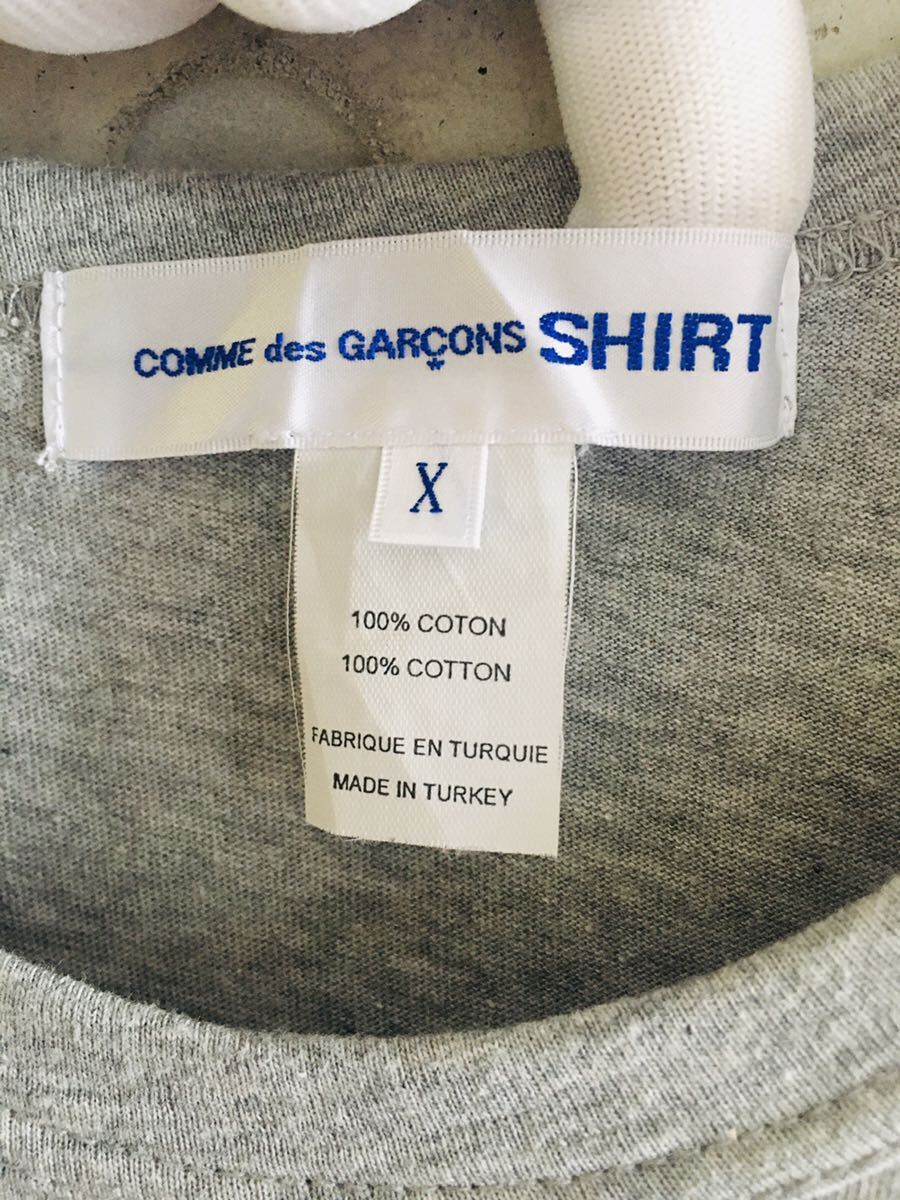 COMME des GARÇONS SHIRT
X
100% COTON
100% COTTON
FABRIQUE EN TURQUIE
MADE IN TURKEY